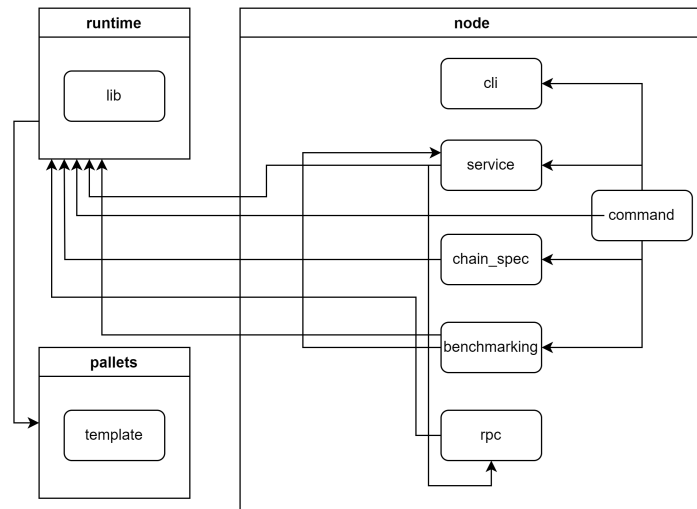 runtime
lib
node
cli
service
command
chain_spec
benchmarking
rpc
pallets
template